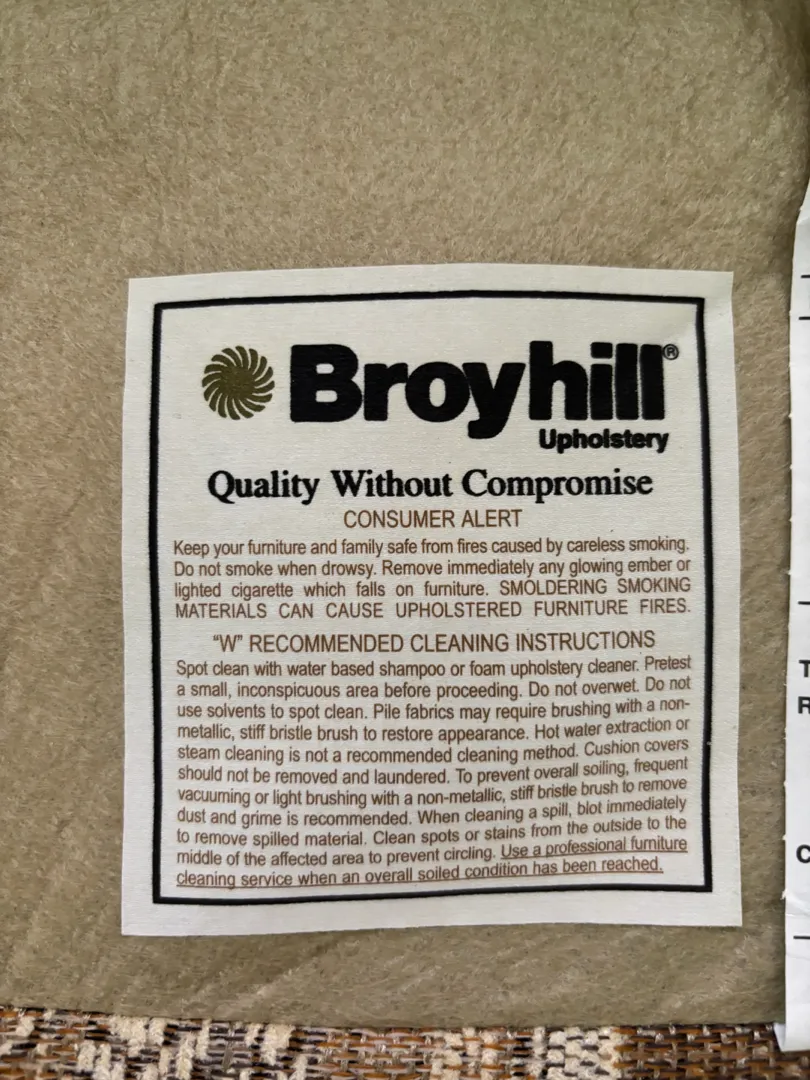 Broyhill®
Upholstery
Quality Without Compromise
CONSUMER ALERT
Keep your furniture and family safe from fires caused by careless smoking.
Do not smoke when drowsy. Remove immediately any glowing ember or
lighted cigarette which falls on furniture. SMOLDERING SMOKING
MATERIALS CAN CAUSE UPHOLSTERED FURNITURE FIRES.
“W” RECOMMENDED CLEANING INSTRUCTIONS
Spot clean with water based shampoo or foam upholstery cleaner. Pretest
a small, inconspicuous area before proceeding. Do not overwet. Do not
use solvents to spot clean. Pile fabrics may require brushing with a non-
metallic, stiff bristle brush to restore appearance. Hot water extraction or
steam cleaning is not a recommended cleaning method. Cushion covers
should not be removed and laundered. To prevent overall soiling, frequent
vacuuming or light brushing with a non-metallic, stiff bristle brush to remove
dust and grime is recommended. When cleaning a spill, blot immediately
to remove spilled material. Clean spots or stains from the outside to the
middle of the affected area to prevent circling. Use a professional furniture
cleaning service when an overall soiled condition has been reached.
T
R
C